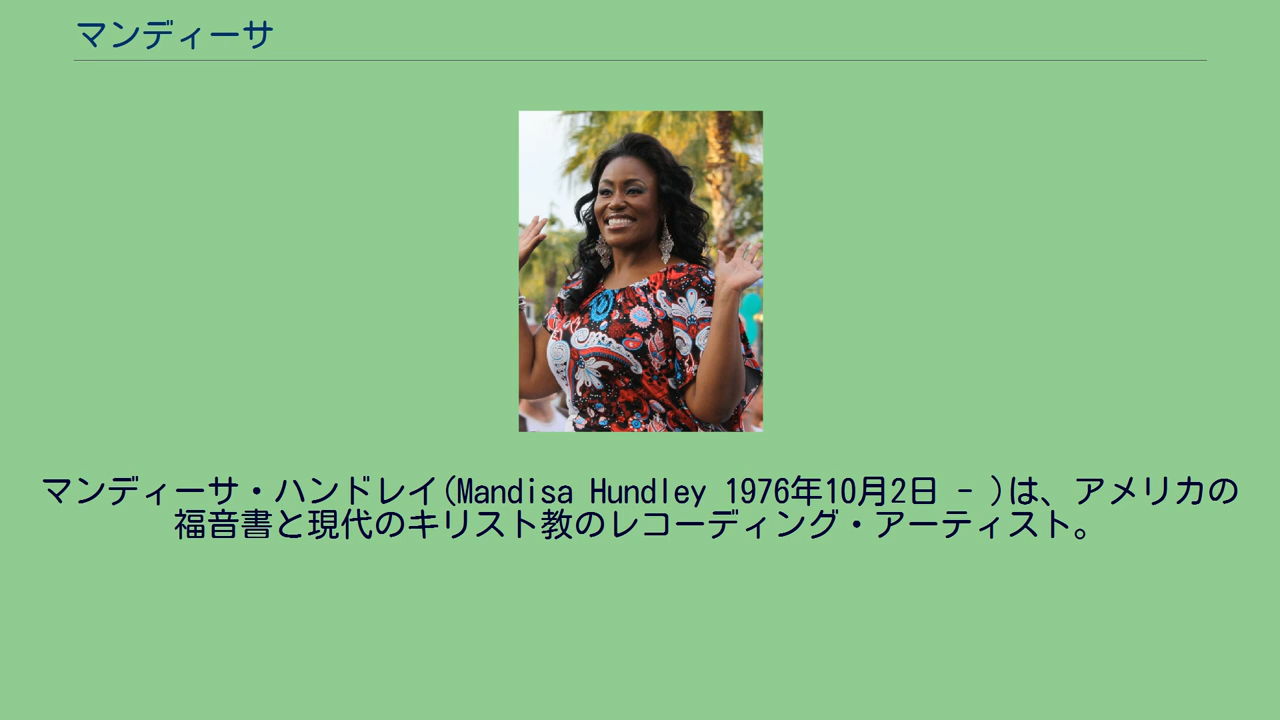 マンディーサ
マンディーサ・ハンドレイ(Mandisa Hundley 1976年10月2日 - )は、アメリカの
福音書と現代のキリスト教のレコーディング・アーティスト。